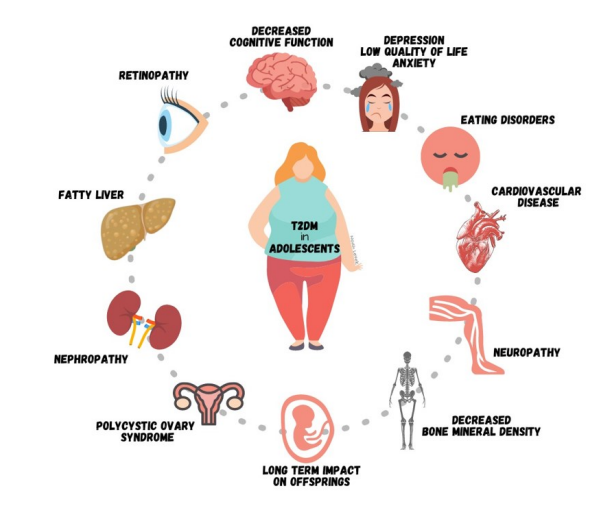 DECREASED
COGNITIVE FUNCTION
DEPRESSION
LOW QUALITY OF LIFE
ANXIETY
RETINOPATHY
EATING DISORDERS
FATTY LIVER
CARDIOVASCULAR
DISEASE
T2DM
in
ADOLESCENTS
NEPHROPATHY
NEUROPATHY
POLYCYSTIC OVARY
SYNDROME
DECREASED
BONE MINERAL DENSITY
LONG TERM IMPACT
ON OFFSPRINGS